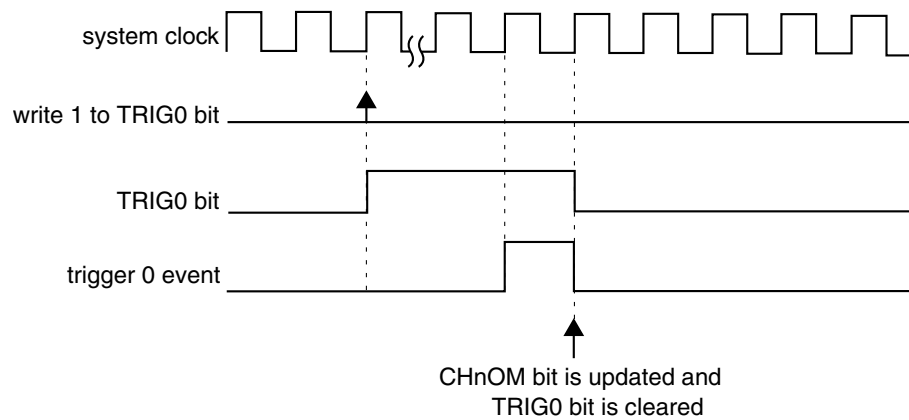 system clock
write 1 to TRIG0 bit
TRIG0 bit
trigger 0 event
CHnOM bit is updated and
TRIG0 bit is cleared